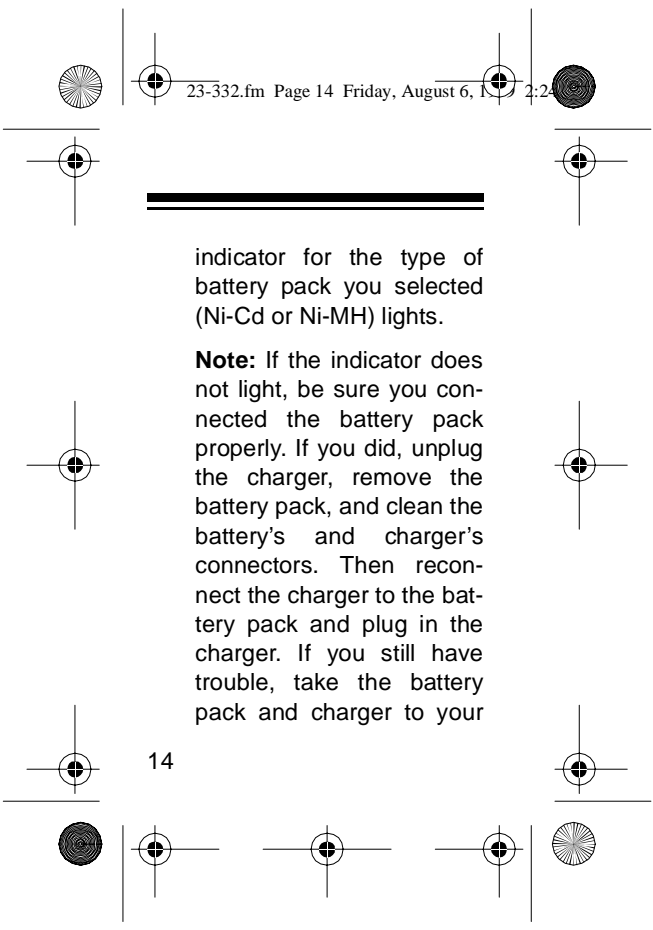 23-332.fm Page 14 Friday, August 6, 2:24
indicator for the type of
battery pack you selected
(Ni-Cd or Ni-MH) lights.
Note: If the indicator does
not light, be sure you con-
nected the battery pack
properly. If you did, unplug
the charger, remove the
battery pack, and clean the
battery’s and charger’s
connectors. Then recon-
nect the charger to the bat-
tery pack and plug in the
charger. If you still have
trouble, take the battery
pack and charger to your
14